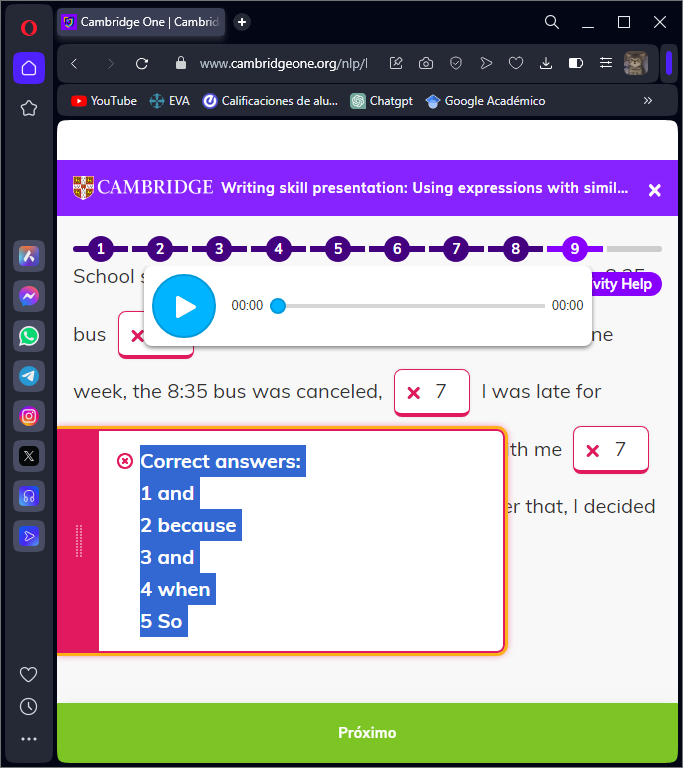 Cambridge One | Cambrid
www.cambridgeone.org/nlp/l
YouTube
EVA
Calificaciones de alu...
Chatgpt
Google Académico
»
CAMBRIDGE
Writing skill presentation: Using expressions with simil...
1 2 3 4 5 6 7 8 9
School
vity Help
00:00
00:00
bus
ne
week, the 8:35 bus was canceled, 7 I was late for
th me 7
er that, I decided
Correct answers:
1 and
2 because
3 and
4 when
5 So
Próximo